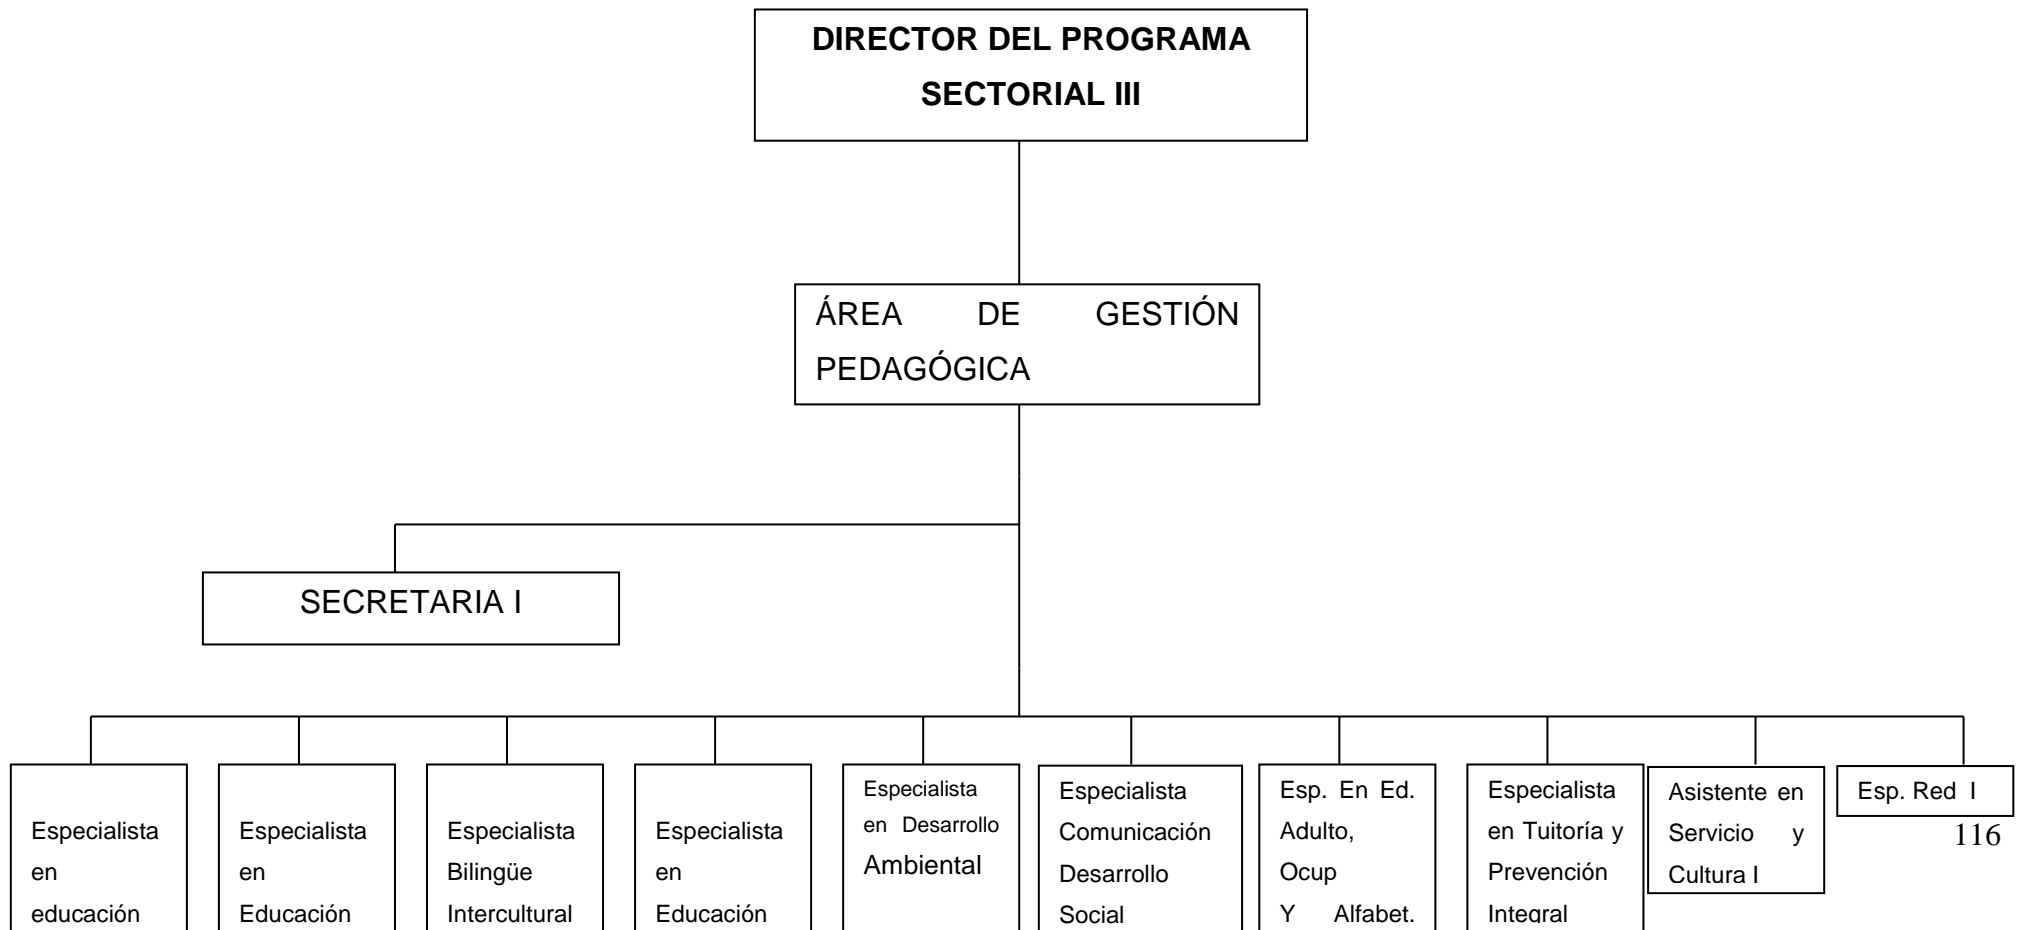 DIRECTOR DEL PROGRAMA
SECTORIAL III
ÁREA DE GESTIÓN
PEDAGÓGICA
SECRETARIA I
Especialista
en
educación
Especialista
en
Educación
Especialista
Bilingüe
Intercultural
Especialista
en
Educación
Especialista
en Desarrollo
Ambiental
Especialista
Comunicación
Desarrollo
Social
Esp. En Ed.
Adulto,
Ocup
Y Alfabet.
Especialista
en Tuitoría y
Prevención
Integral
Asistente en
Servicio y
Cultura I
Esp. Red I
116